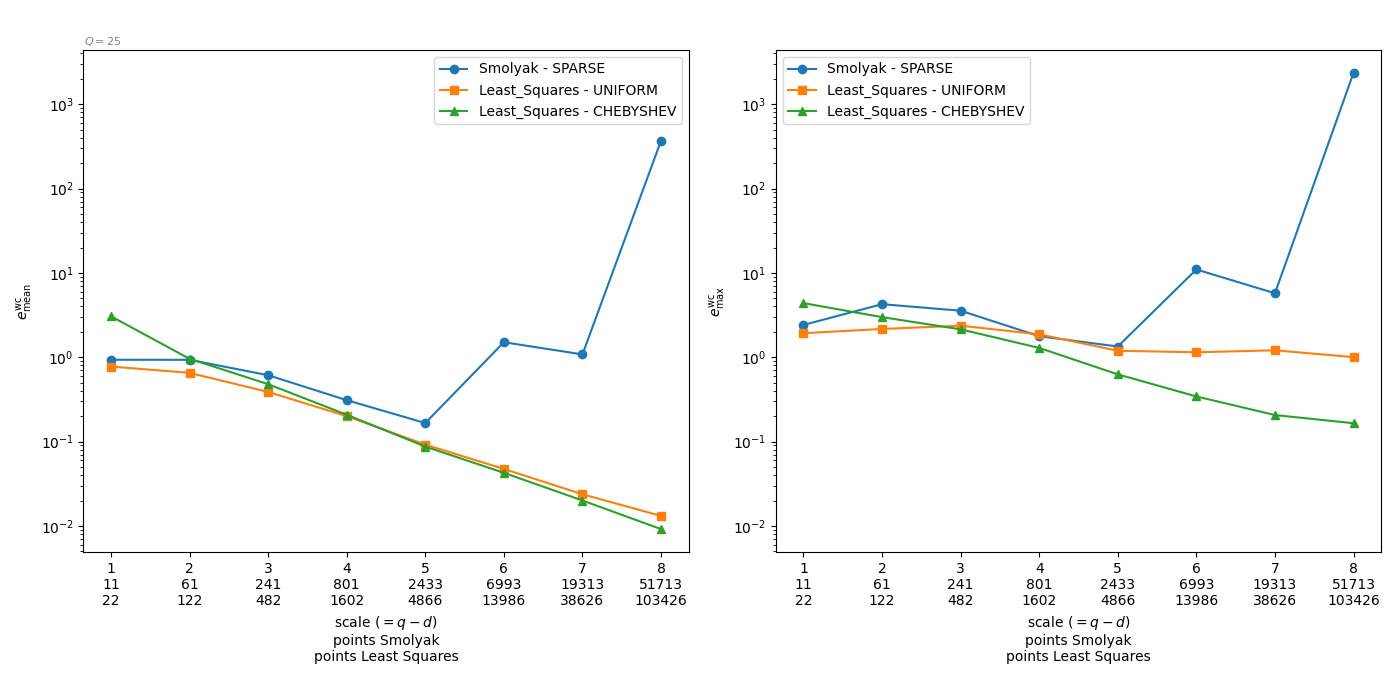 Q = 25
Smolyak - SPARSE
Least_Squares - UNIFORM
Least_Squares - CHEBYSHEV
10³
10²
10¹
10⁰
10⁻¹
10⁻²
e^wc_mean
1 2 3 4 5 6 7 8
11 61 241 801 2433 6993 19313 51713
22 122 482 1602 4866 13986 38626 103426
scale (= q − d)
points Smolyak
points Least Squares
Smolyak - SPARSE
Least_Squares - UNIFORM
Least_Squares - CHEBYSHEV
10³
10²
10¹
10⁰
10⁻¹
10⁻²
e^wc_max
1 2 3 4 5 6 7 8
11 61 241 801 2433 6993 19313 51713
22 122 482 1602 4866 13986 38626 103426
scale (= q − d)
points Smolyak
points Least Squares